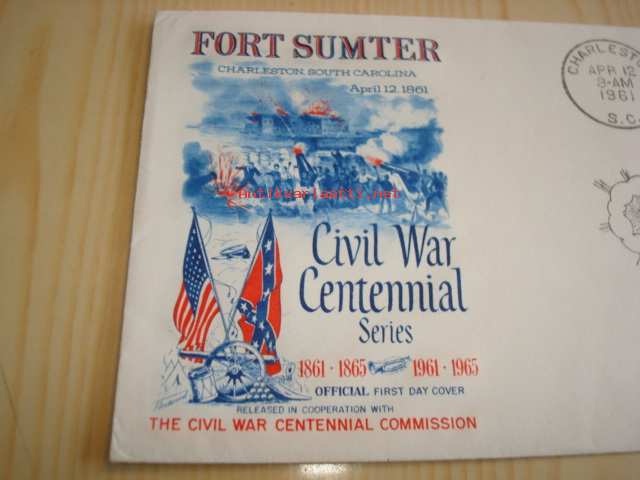 FORT SUMTER
CHARLESTON, SOUTH CAROLINA
April 12, 1861
CHARLESTON
APR 12
8-AM
1961
S.C.
Civil War
Centennial
Series
1861 · 1865 1961 · 1965
OFFICIAL FIRST DAY COVER
RELEASED IN COOPERATION WITH
THE CIVIL WAR CENTENNIAL COMMISSION